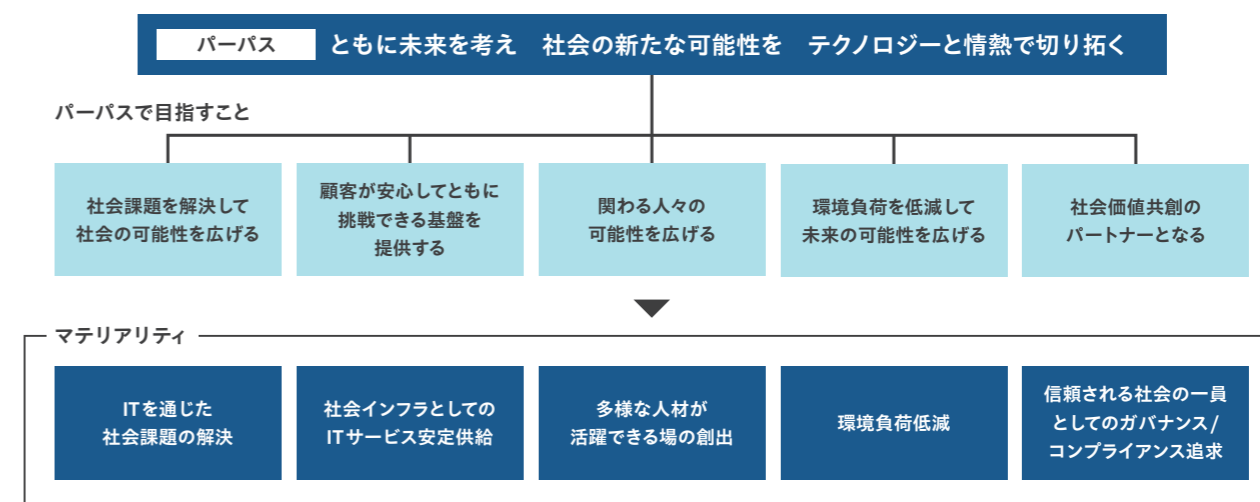 パーパス ともに未来を考え 社会の新たな可能性を テクノロジーと情熱で切り拓く
パーパスで目指すこと
社会課題を解決して
社会の可能性を広げる
顧客が安心してともに
挑戦できる基盤を
提供する
関わる人々の
可能性を広げる
環境負荷を低減して
未来の可能性を広げる
社会価値共創の
パートナーとなる
マテリアリティ
ITを通じた
社会課題の解決
社会インフラとしての
ITサービス安定供給
多様な人材が
活躍できる場の創出
環境負荷低減
信頼される社会の一員
としてのガバナンス/
コンプライアンス追求